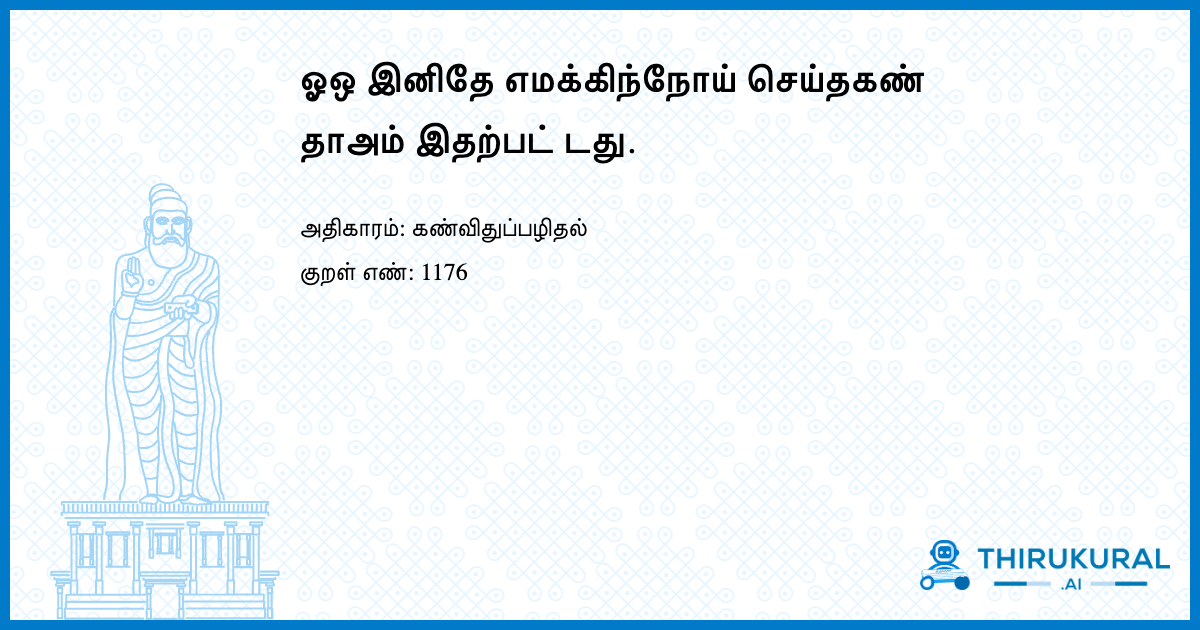 ஓஒ இனிதே எமக்கிந்நோய் செய்தகண்
தாஅம் இதற்பட் டது.
அதிகாரம்: கண்விதுப்பழிதல்
குறள் எண்: 1176
THIRUKURAL
.AI